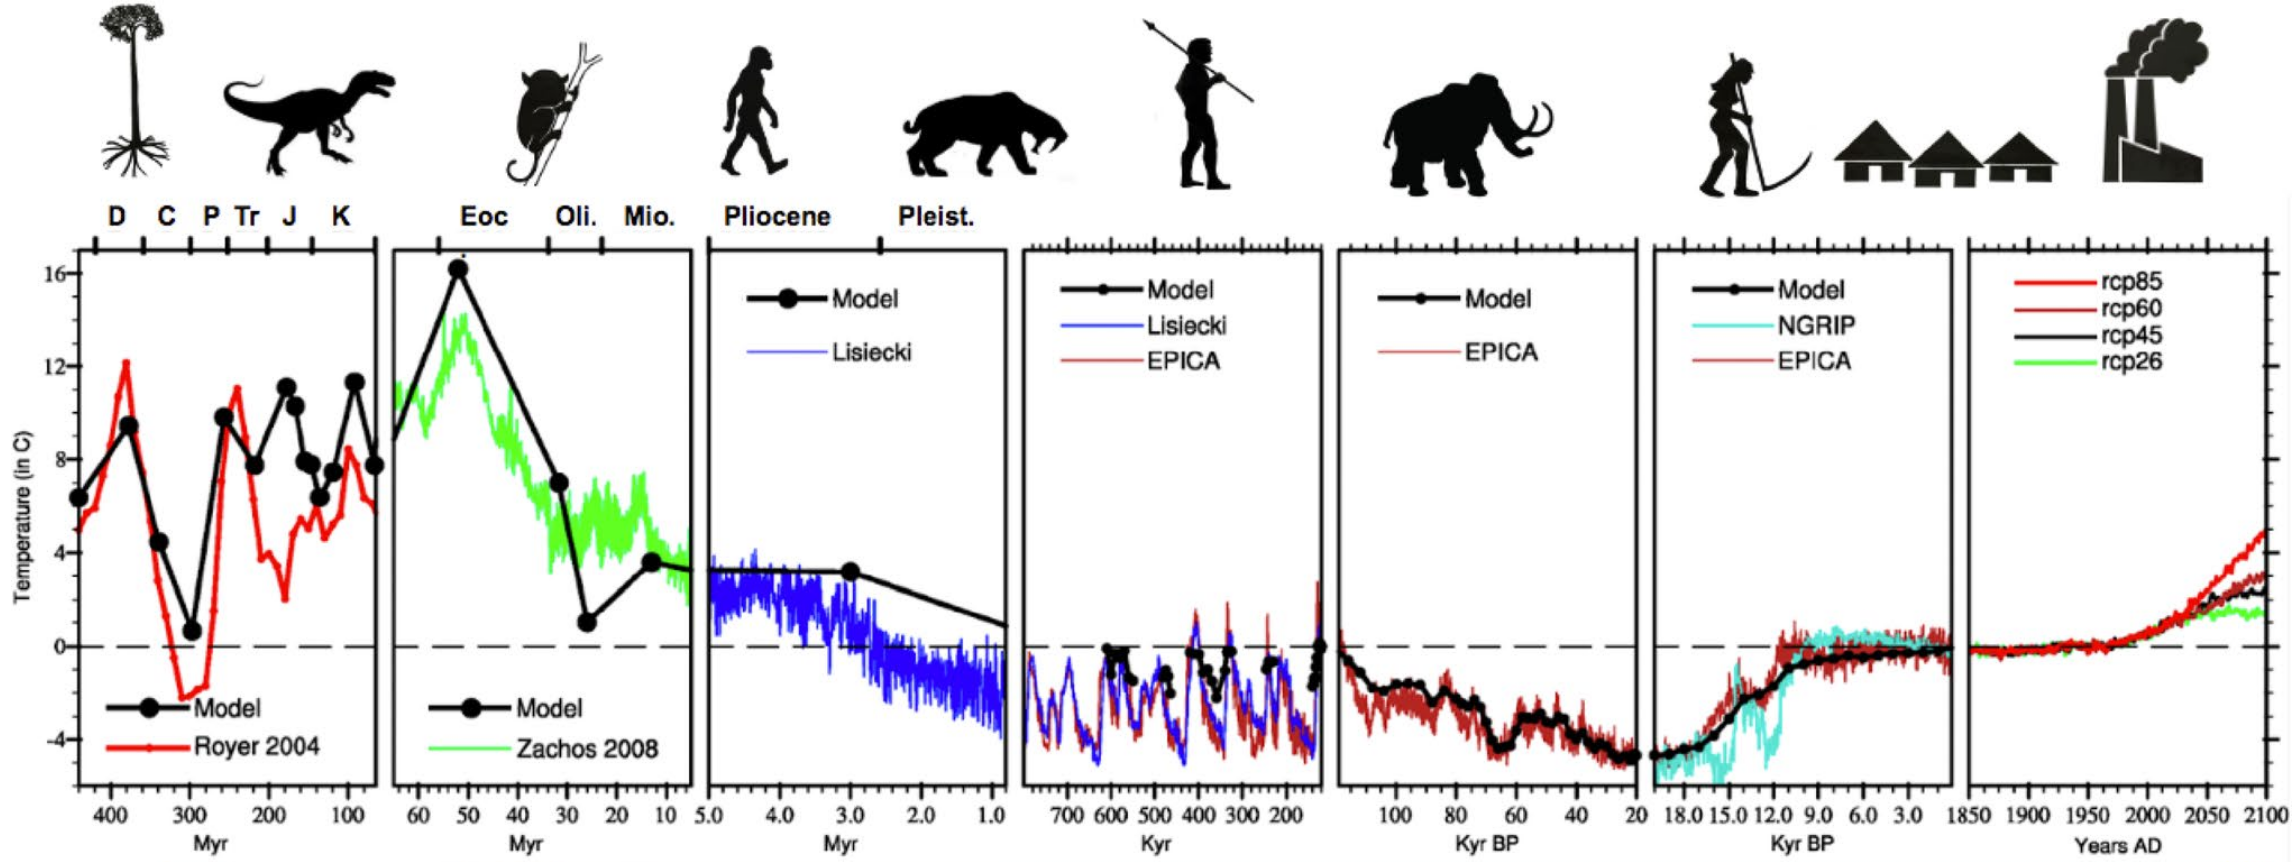 D C P Tr J K Eoc Oli. Mio. Pliocene Pleist.
Temperature (in C)
16
12
8
4
0
-4
Model
Royer 2004
Model
Zachos 2008
Model
Lisiecki
Model
Lisiecki
EPICA
Model
EPICA
Model
NGRIP
EPICA
rcp85
rcp60
rcp45
rcp26
400 300 200 100
Myr
60 50 40 30 20 10
Myr
5.0 4.0 3.0 2.0 1.0
Myr
700 600 500 400 300 200
Kyr
100 80 60 40 20
Kyr BP
18.0 15.0 12.0 9.0 6.0 3.0
Kyr BP
1850 1900 1950 2000 2050 2100
Years AD